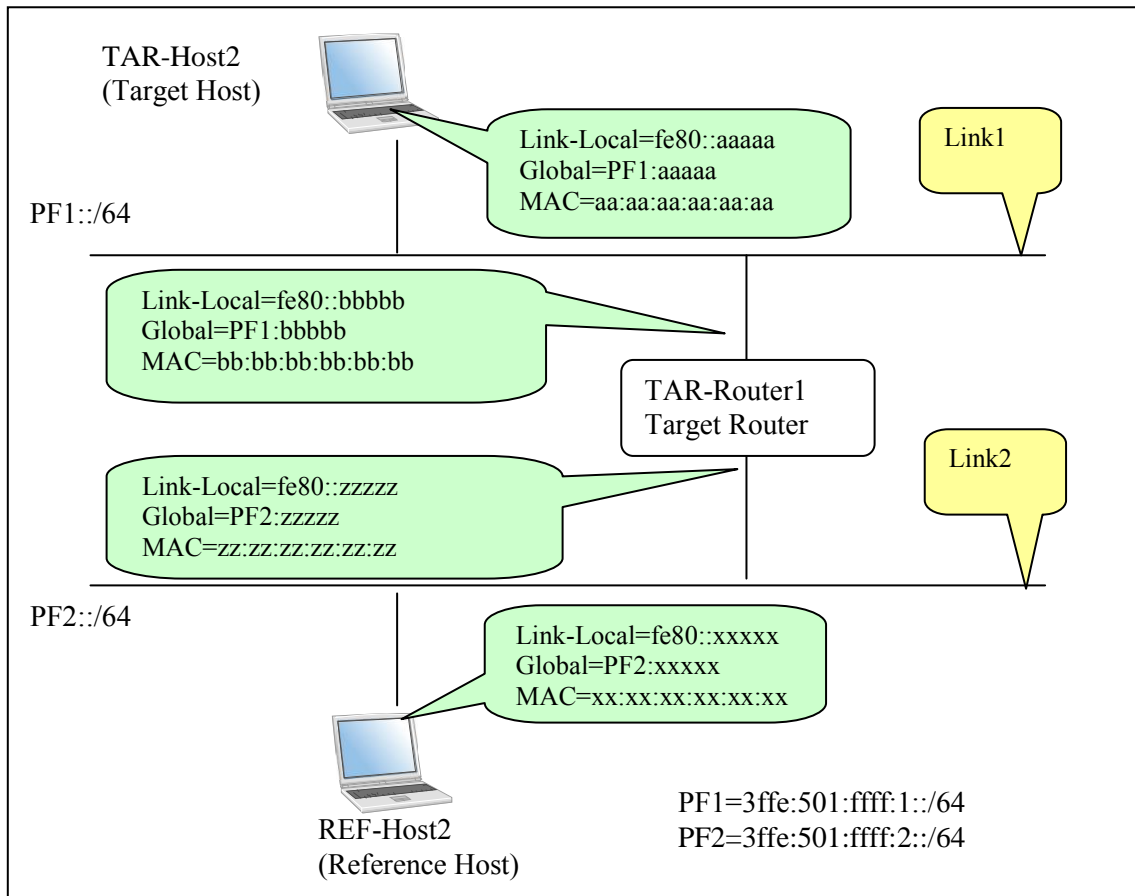 TAR-Host2
(Target Host)
Link-Local=fe80::aaaaa
Global=PF1:aaaaa
MAC=aa:aa:aa:aa:aa:aa
Link1
PF1::/64
Link-Local=fe80::bbbbb
Global=PF1:bbbbb
MAC=bb:bb:bb:bb:bb:bb
TAR-Router1
Target Router
Link2
Link-Local=fe80::zzzzz
Global=PF2:zzzzz
MAC=zz:zz:zz:zz:zz:zz
PF2::/64
Link-Local=fe80::xxxxx
Global=PF2:xxxxx
MAC=xx:xx:xx:xx:xx:xx
REF-Host2
(Reference Host)
PF1=3ffe:501:ffff:1::/64
PF2=3ffe:501:ffff:2::/64